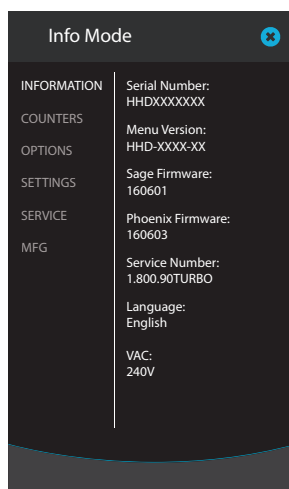 Info Mode
INFORMATION
COUNTERS
OPTIONS
SETTINGS
SERVICE
MFG
Serial Number:
HHDXXXXXXX
Menu Version:
HHD-XXXX-XX
Sage Firmware:
160601
Phoenix Firmware:
160603
Service Number:
1.800.90TURBO
Language:
English
VAC:
240V